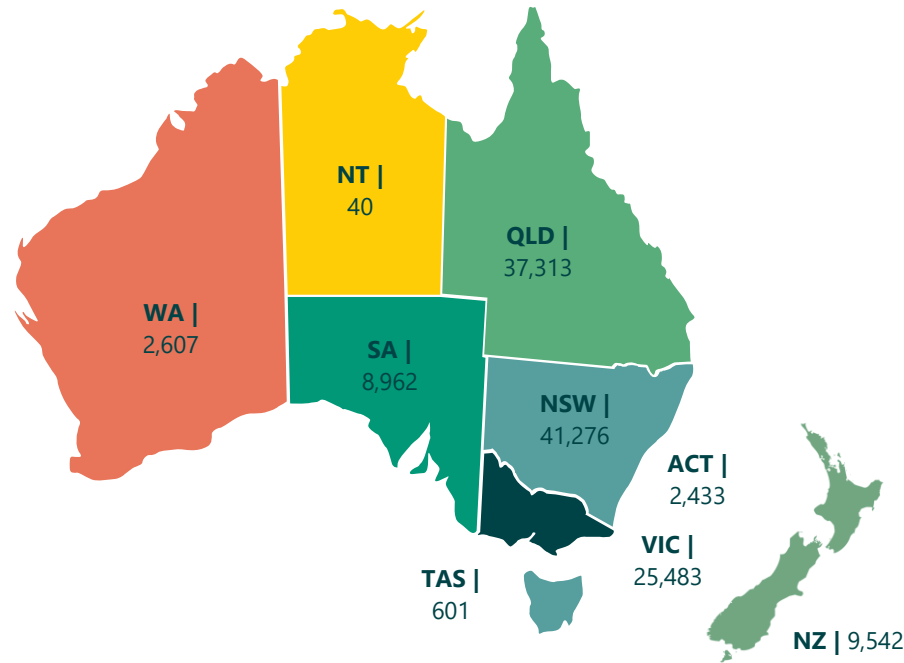 NT |
40
QLD |
37,313
WA |
2,607
SA |
8,962
NSW |
41,276
ACT |
2,433
VIC |
25,483
TAS |
601
NZ | 9,542